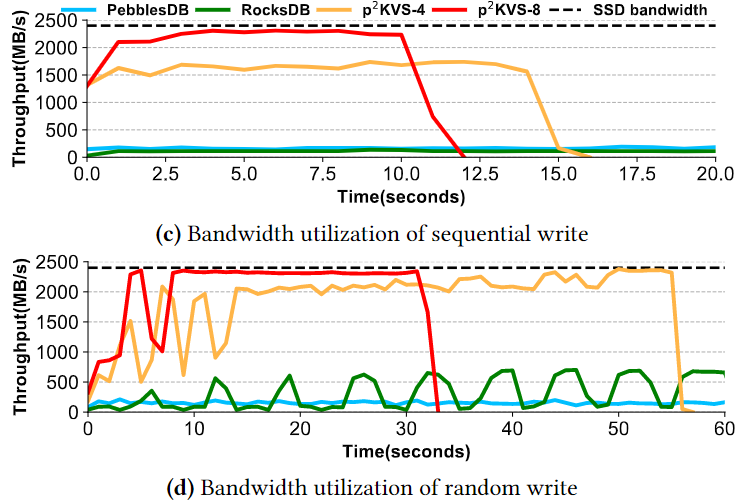 PebblesDB RocksDB p²KVS-4 p²KVS-8 SSD bandwidth
2500
2000
1500
1000
500
0
Throughput(MB/s)
0.0 2.5 5.0 7.5 10.0 12.5 15.0 17.5 20.0
Time(seconds)
(c) Bandwidth utilization of sequential write
2500
2000
1500
1000
500
0
Throughput(MB/s)
0 10 20 30 40 50 60
Time(seconds)
(d) Bandwidth utilization of random write